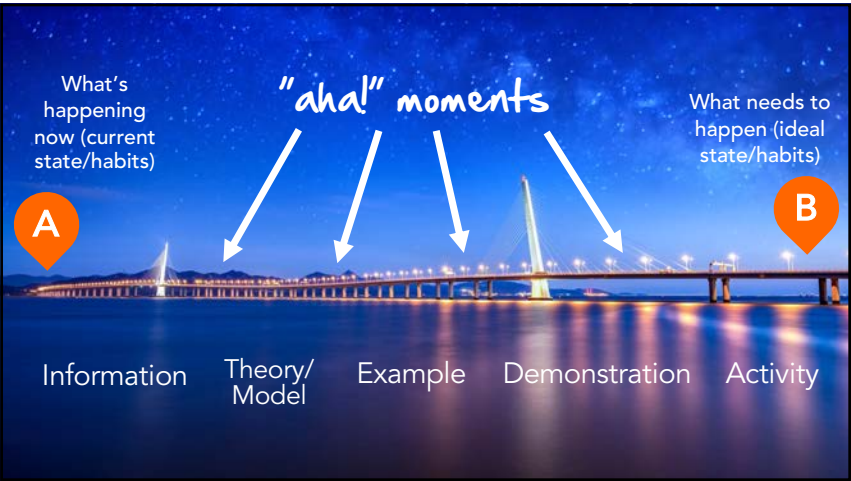 What's
happening
now (current
state/habits)
"aha!" moments
What needs to
happen (ideal
state/habits)
A
B
Information
Theory/
Model
Example
Demonstration
Activity